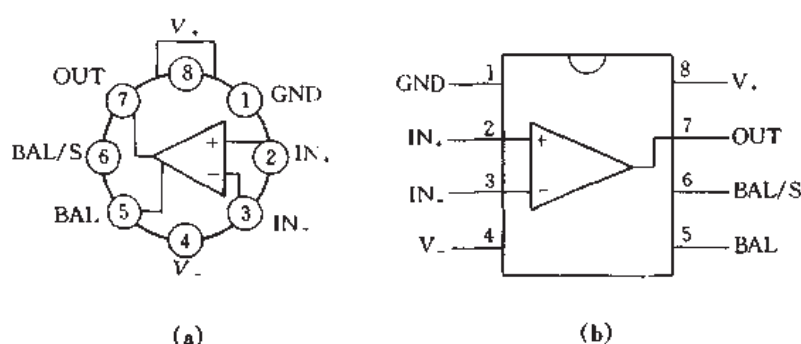 V₊
OUT
8
7
1
GND
+
BAL/S
6
2
IN₊
−
BAL
5
3
IN₋
4
V₋
(a)
GND 1 8 V₊
IN₊ 2 + 7 OUT
IN₋ 3 − 6 BAL/S
V₋ 4 5 BAL
(b)